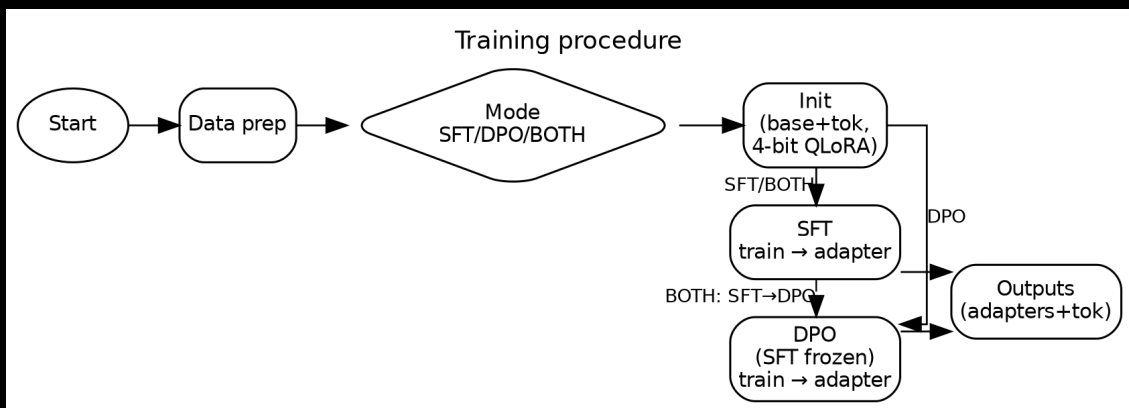 Training procedure
Start
Data prep
Mode
SFT/DPO/BOTH
Init
(base+tok,
4-bit QLoRA)
SFT/BOTH
DPO
SFT
train → adapter
BOTH: SFT→DPO
Outputs
(adapters+tok)
DPO
(SFT frozen)
train → adapter